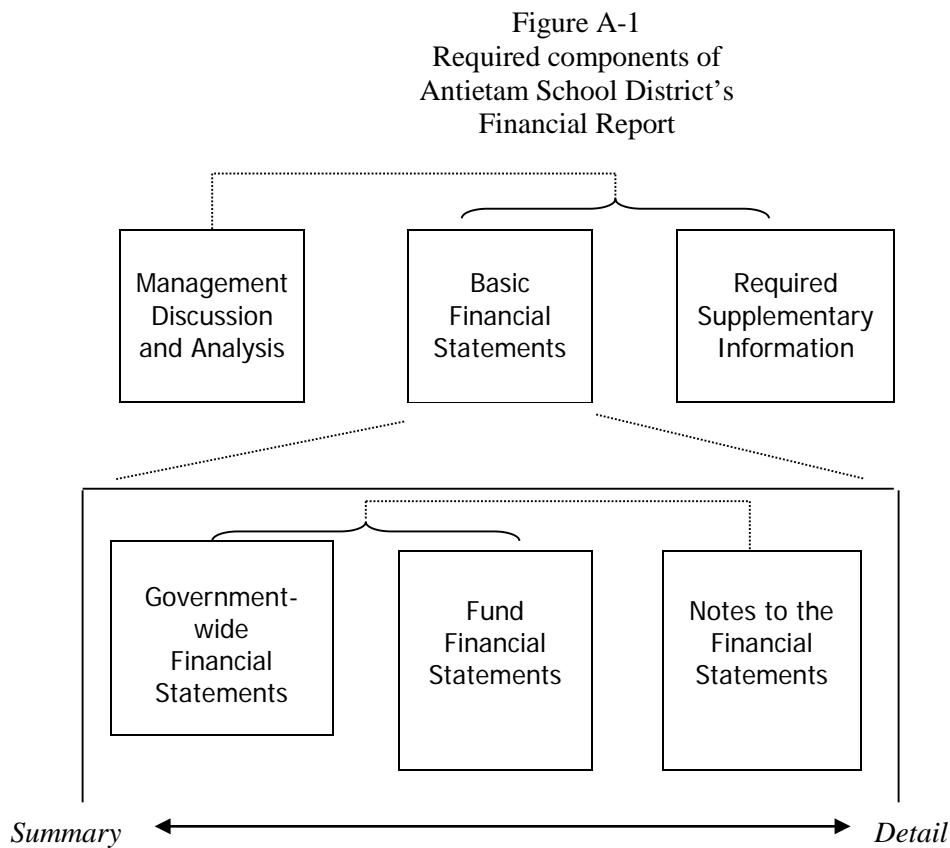 Figure A-1
Required components of
Antietam School District's
Financial Report
Management
Discussion
and Analysis
Basic
Financial
Statements
Required
Supplementary
Information
Government-
wide
Financial
Statements
Fund
Financial
Statements
Notes to the
Financial
Statements
Summary
Detail